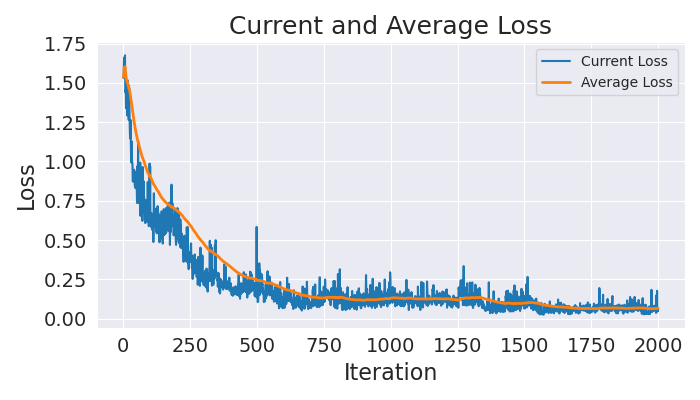 Current and Average Loss
Current Loss
Average Loss
Loss
1.75
1.50
1.25
1.00
0.75
0.50
0.25
0.00
0 250 500 750 1000 1250 1500 1750 2000
Iteration